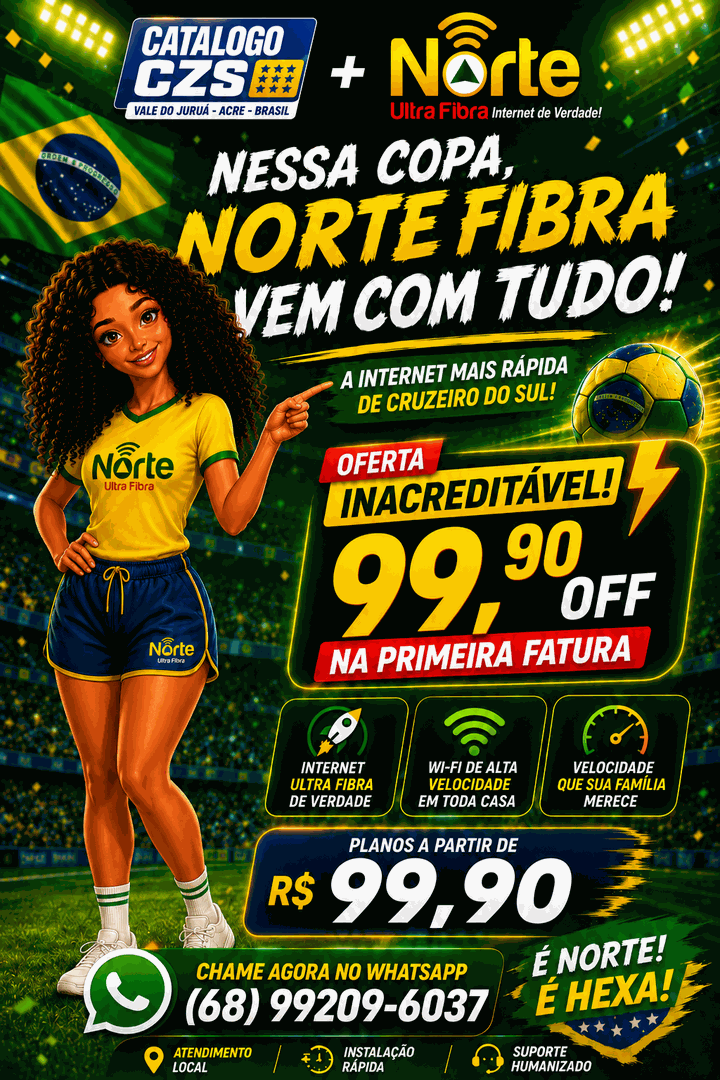 CATALOGO
CZS
VALE DO JURUÁ - ACRE - BRASIL
+
Norte
Ultra Fibra Internet de Verdade!
ORDEM E PROGRESSO
NESSA COPA,
NORTE FIBRA
VEM COM TUDO!
A INTERNET MAIS RÁPIDA
DE CRUZEIRO DO SUL!
Norte
Ultra Fibra
OFERTA
INACREDITÁVEL!
99,90
OFF
NA PRIMEIRA FATURA
Norte
Ultra Fibra
INTERNET
ULTRA FIBRA
DE VERDADE
WI-FI DE ALTA
VELOCIDADE
EM TODA CASA
VELOCIDADE
QUE SUA FAMÍLIA
MERECE
PLANOS A PARTIR DE
R$ 99,90
CHAME AGORA NO WHATSAPP
(68) 99209-6037
É NORTE!
É HEXA!
ATENDIMENTO
LOCAL
INSTALAÇÃO
RÁPIDA
SUPORTE
HUMANIZADO